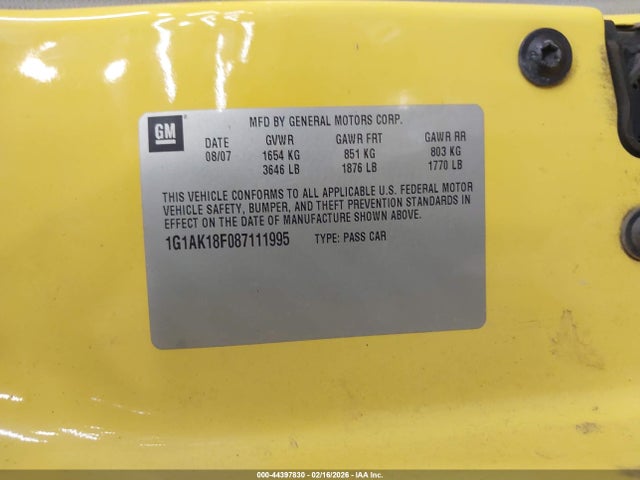 GM
MFD BY GENERAL MOTORS CORP.
DATE GVWR GAWR FRT GAWR RR
08/07 1654 KG 851 KG 803 KG
3646 LB 1876 LB 1770 LB
THIS VEHICLE CONFORMS TO ALL APPLICABLE U.S. FEDERAL MOTOR
VEHICLE SAFETY, BUMPER, AND THEFT PREVENTION STANDARDS IN
EFFECT ON THE DATE OF MANUFACTURE SHOWN ABOVE.
1G1AK18F087111995 TYPE: PASS CAR
000-44397830 - 02/16/2026 - IAA Inc.